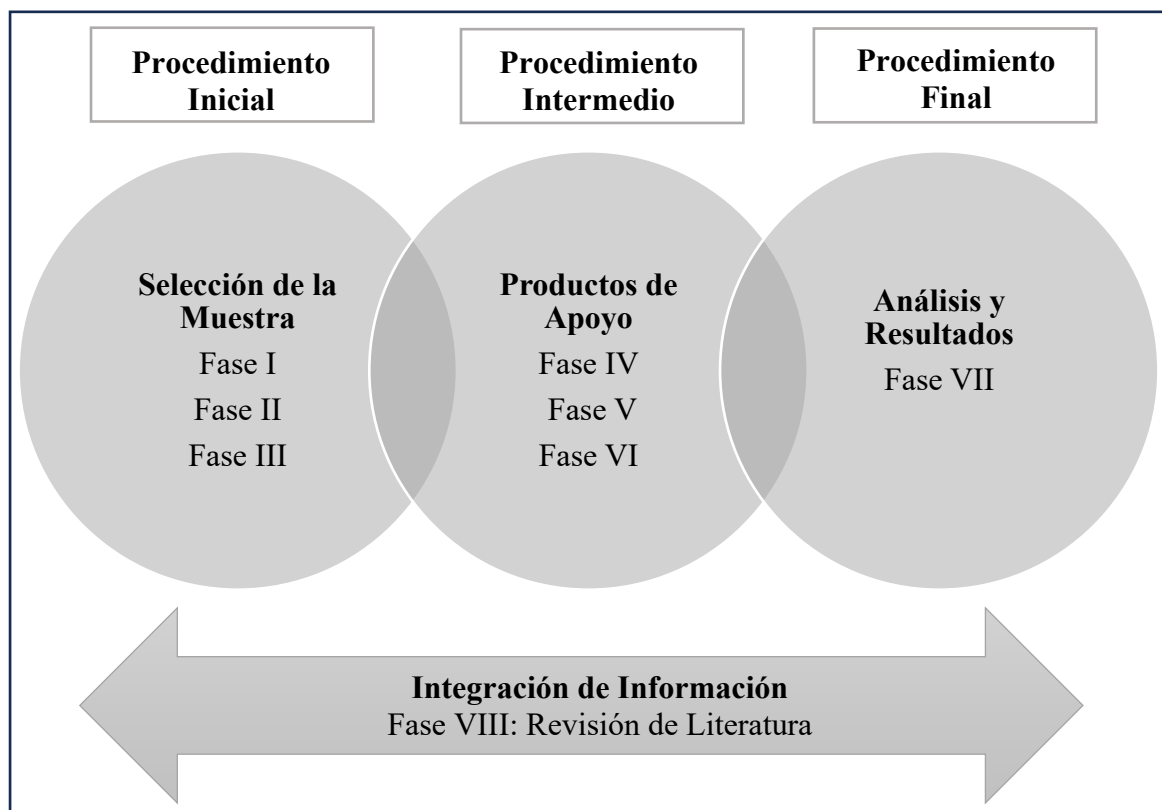 Procedimiento
Inicial
Procedimiento
Intermedio
Procedimiento
Final
Selección de la
Muestra
Fase I
Fase II
Fase III
Productos de
Apoyo
Fase IV
Fase V
Fase VI
Análisis y
Resultados
Fase VII
Integración de Información
Fase VIII: Revisión de Literatura